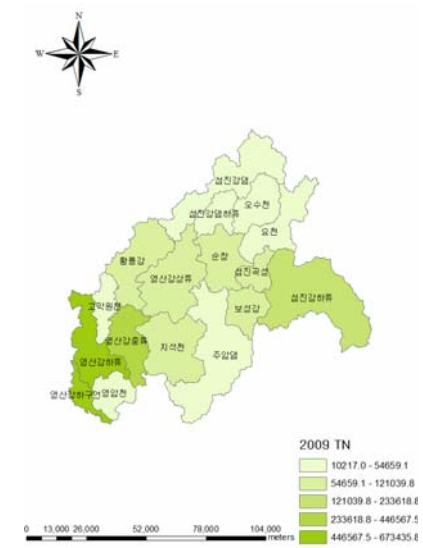 N
W E
S
섬진강댐
섬진강댐하류
오수천
요천
황룡강
영산강상류
순창
섬진곡성
섬진강하류
고막원천
보성강
영산강중류
지석천
주암댐
영산강하류
영산강하구언
영암천
2009 TN
10217.0 - 54659.1
54659.1 - 121039.8
121039.8 - 233618.8
233618.8 - 446567.5
446567.5 - 673435.8
0 13,000 26,000 52,000 78,000 104,000
meters